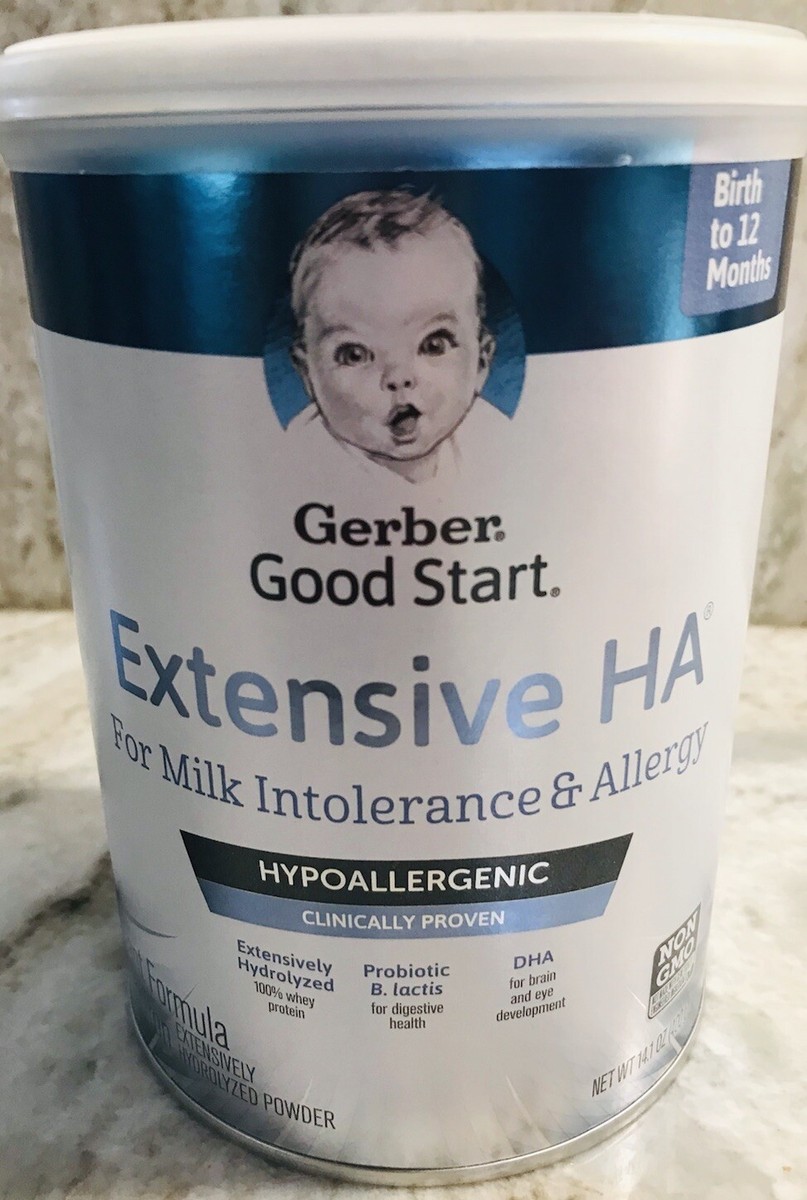 Birth
to 12
Months
Gerber®
Good Start®
Extensive HA®
For Milk Intolerance & Allergy
HYPOALLERGENIC
CLINICALLY PROVEN
Extensively
Hydrolyzed
100% whey
protein
Probiotic
B. lactis
for digestive
health
DHA
for brain
and eye
development
NON
GMO
Formula
EXTENSIVELY
HYDROLYZED POWDER
NET WT 14.1 OZ